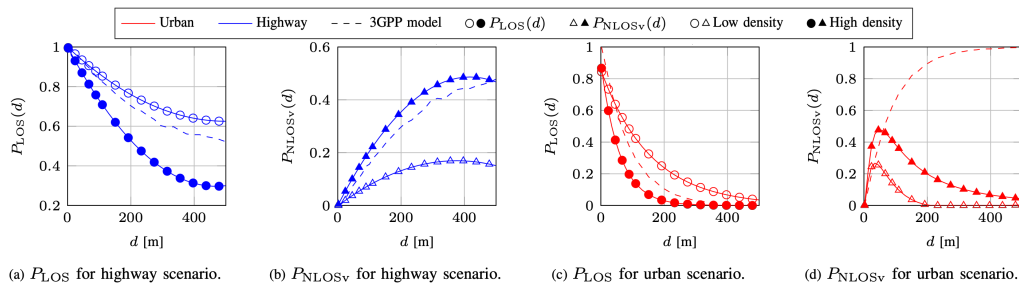 Urban Highway 3GPP model P_LOS(d) P_NLOSv(d) Low density High density
1
0.8
0.6
0.4
0.2
0 200 400
P_LOS(d)
d [m]
(a) P_LOS for highway scenario.
0.6
0.4
0.2
0
0 200 400
P_NLOSv(d)
d [m]
(b) P_NLOSv for highway scenario.
1
0.8
0.6
0.4
0.2
0
0 200 400
P_LOS(d)
d [m]
(c) P_LOS for urban scenario.
1
0.8
0.6
0.4
0.2
0
0 200 400
P_NLOSv(d)
d [m]
(d) P_NLOSv for urban scenario.